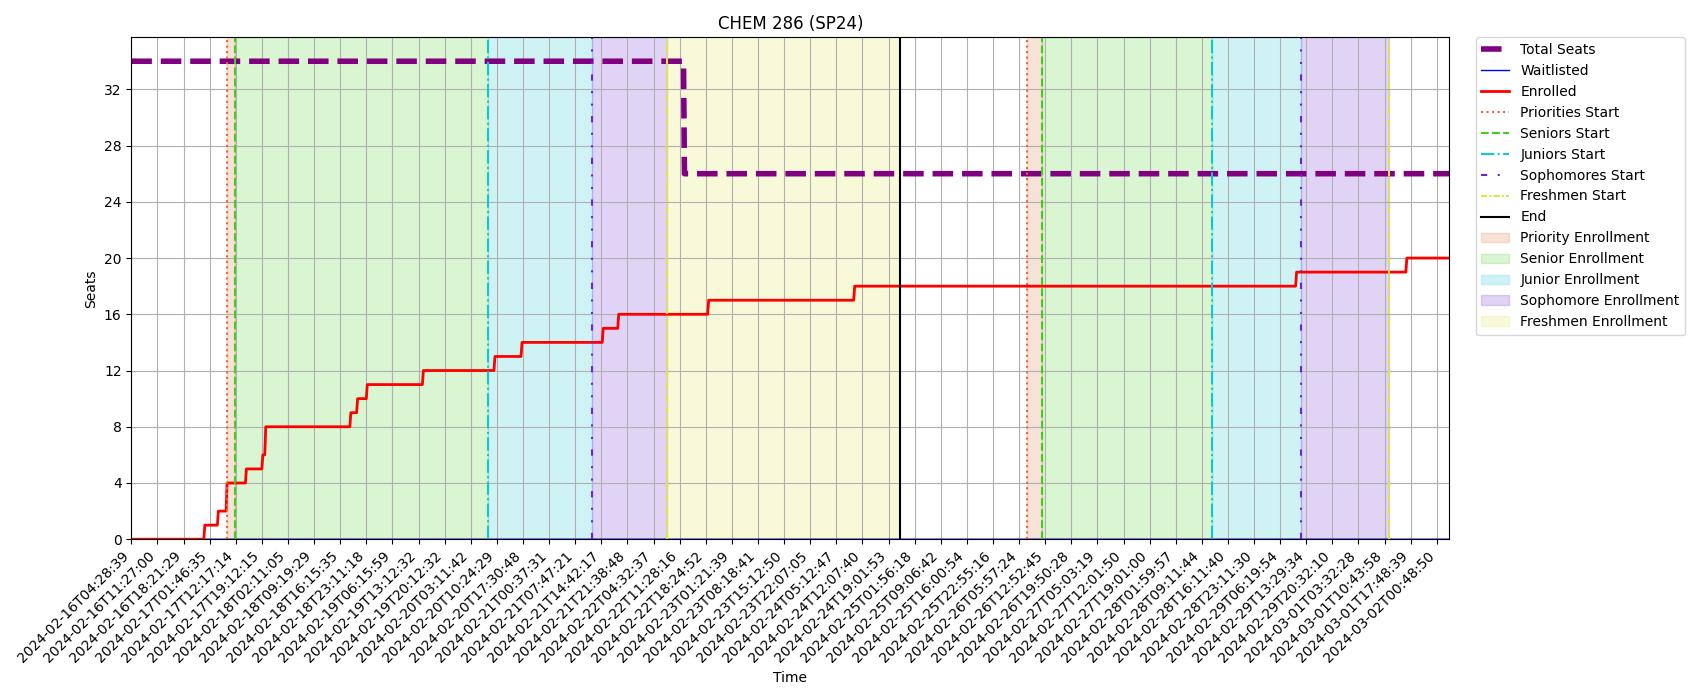 CHEM 286 (SP24)
Seats
32
28
24
20
16
12
8
4
0
2024-02-16T04:28:39
2024-02-16T11:27:00
2024-02-16T18:21:29
2024-02-17T01:46:35
2024-02-17T12:17:14
2024-02-17T19:12:15
2024-02-18T02:11:05
2024-02-18T09:19:29
2024-02-18T16:15:35
2024-02-18T23:11:18
2024-02-19T06:15:59
2024-02-19T13:12:32
2024-02-19T20:12:32
2024-02-20T03:11:42
2024-02-20T10:24:29
2024-02-20T17:30:48
2024-02-21T00:37:31
2024-02-21T07:47:21
2024-02-21T14:42:17
2024-02-21T21:38:48
2024-02-22T04:32:37
2024-02-22T11:28:16
2024-02-22T18:24:52
2024-02-23T01:21:39
2024-02-23T08:18:41
2024-02-23T15:12:50
2024-02-23T22:07:05
2024-02-24T05:12:47
2024-02-24T12:07:40
2024-02-24T19:01:53
2024-02-25T01:56:18
2024-02-25T09:06:42
2024-02-25T16:00:54
2024-02-25T22:55:16
2024-02-26T05:57:24
2024-02-26T12:52:45
2024-02-26T19:50:28
2024-02-27T05:03:19
2024-02-27T12:01:50
2024-02-27T19:01:00
2024-02-28T01:59:57
2024-02-28T09:11:44
2024-02-28T16:11:40
2024-02-28T23:11:30
2024-02-29T06:19:54
2024-02-29T13:29:34
2024-02-29T20:32:10
2024-03-01T03:32:28
2024-03-01T10:43:58
2024-03-01T17:48:39
2024-03-02T00:48:50
Time
Total Seats
Waitlisted
Enrolled
Priorities Start
Seniors Start
Juniors Start
Sophomores Start
Freshmen Start
End
Priority Enrollment
Senior Enrollment
Junior Enrollment
Sophomore Enrollment
Freshmen Enrollment